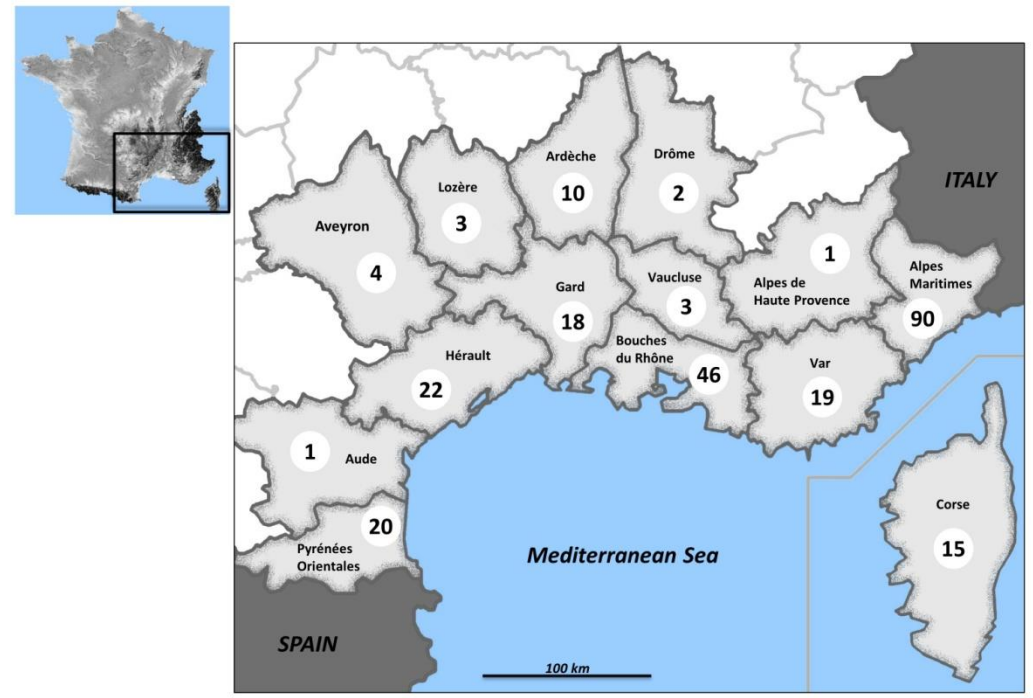 Ardèche
10
Drôme
2
ITALY
Lozère
3
Aveyron
4
1
Alpes de
Haute Provence
Alpes
Maritimes
90
Gard
18
Vaucluse
3
Bouches
du Rhône
46
Var
19
Hérault
22
1
Aude
20
Pyrénées
Orientales
Corse
15
Mediterranean Sea
SPAIN
100 km